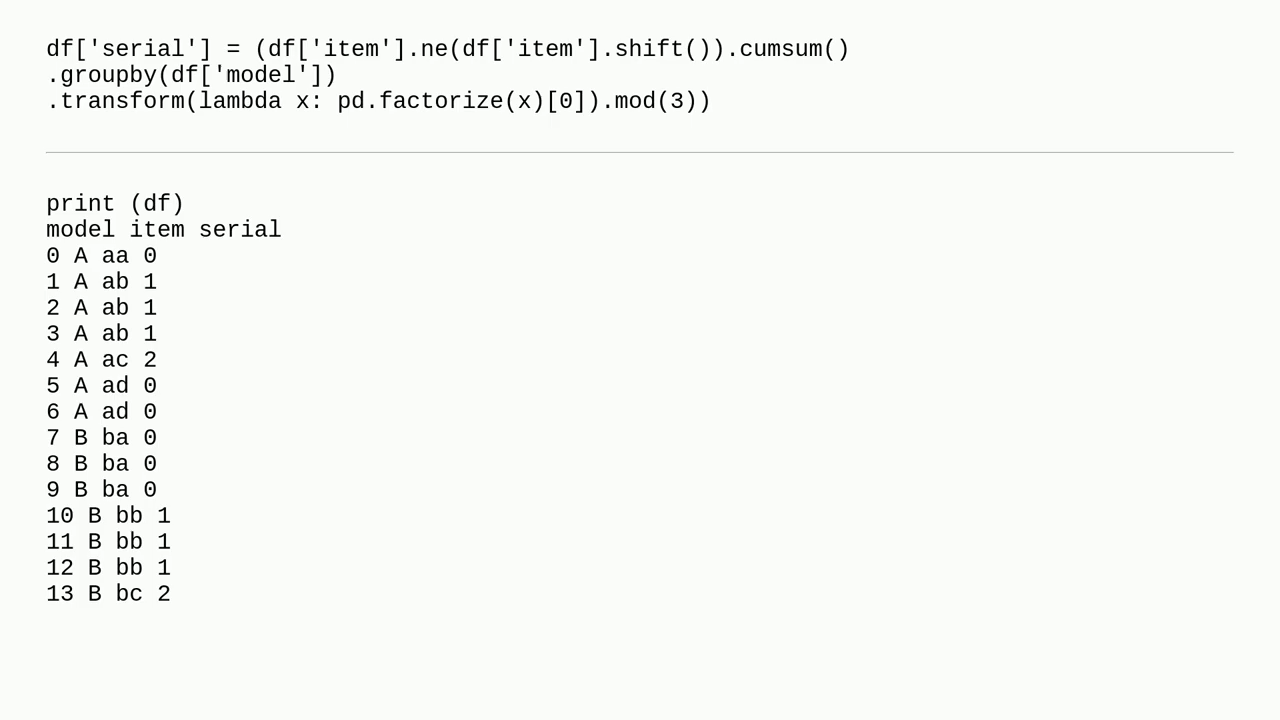 df['serial'] = (df['item'].ne(df['item'].shift()).cumsum()
.groupby(df['model'])
.transform(lambda x: pd.factorize(x)[0]).mod(3))
print (df)
model item serial
0 A aa 0
1 A ab 1
2 A ab 1
3 A ab 1
4 A ac 2
5 A ad 0
6 A ad 0
7 B ba 0
8 B ba 0
9 B ba 0
10 B bb 1
11 B bb 1
12 B bb 1
13 B bc 2